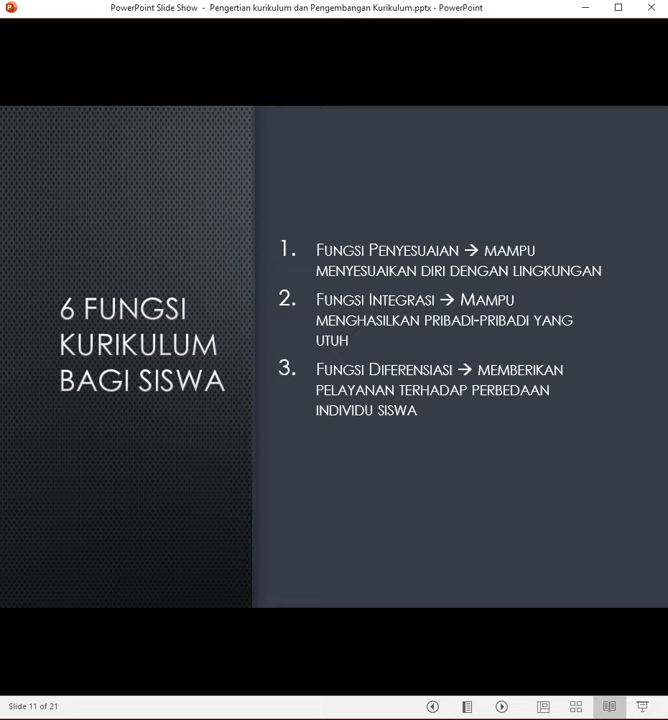 PowerPoint Slide Show - Pengertian kurikulum dan Pengembangan Kurikulum.pptx - PowerPoint
6 FUNGSI
KURIKULUM
BAGI SISWA
1. FUNGSI PENYESUAIAN → MAMPU
MENYESUAIKAN DIRI DENGAN LINGKUNGAN
2. FUNGSI INTEGRASI → MAMPU
MENGHASILKAN PRIBADI-PRIBADI YANG
UTUH
3. FUNGSI DIFERENSIASI → MEMBERIKAN
PELAYANAN TERHADAP PERBEDAAN
INDIVIDU SISWA
Slide 11 of 21